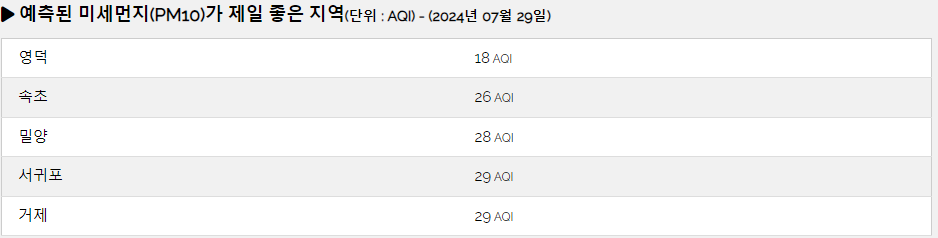 ▶ 예측된 미세먼지(PM10)가 제일 좋은 지역(단위 : AQI) - (2024년 07월 29일)
영덕 18 AQI
속초 26 AQI
밀양 28 AQI
서귀포 29 AQI
거제 29 AQI